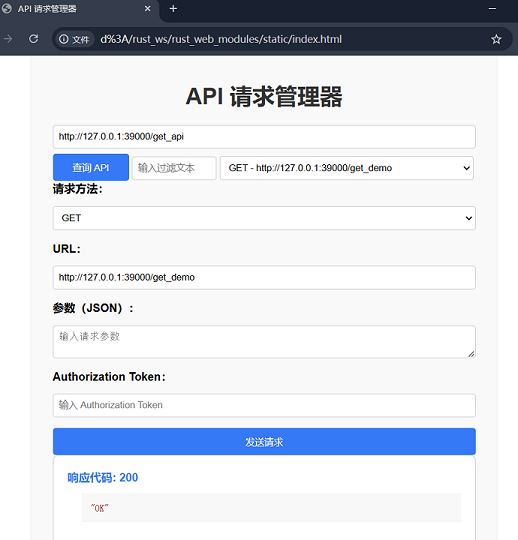 API 请求管理器
文件 d%3A/rust_ws/rust_web_modules/static/index.html
API 请求管理器
http://127.0.0.1:39000/get_api
查询 API 输入过滤文本 GET - http://127.0.0.1:39000/get_demo
请求方法:
GET
URL:
http://127.0.0.1:39000/get_demo
参数（JSON）:
输入请求参数
Authorization Token:
输入 Authorization Token
发送请求
响应代码: 200
"OK"